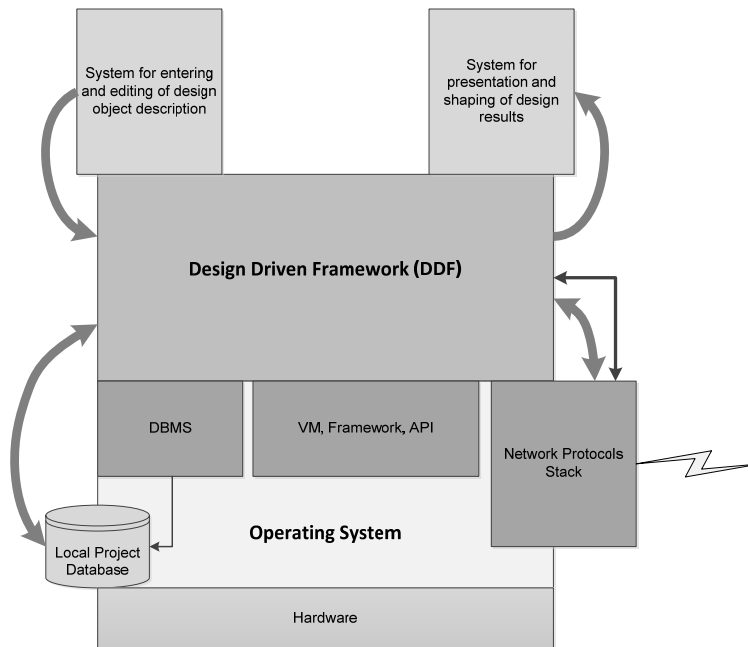 System for entering
and editing of design
object description
System for
presentation and
shaping of design
results
Design Driven Framework (DDF)
DBMS
VM, Framework, API
Network Protocols
Stack
Operating System
Local Project
Database
Hardware